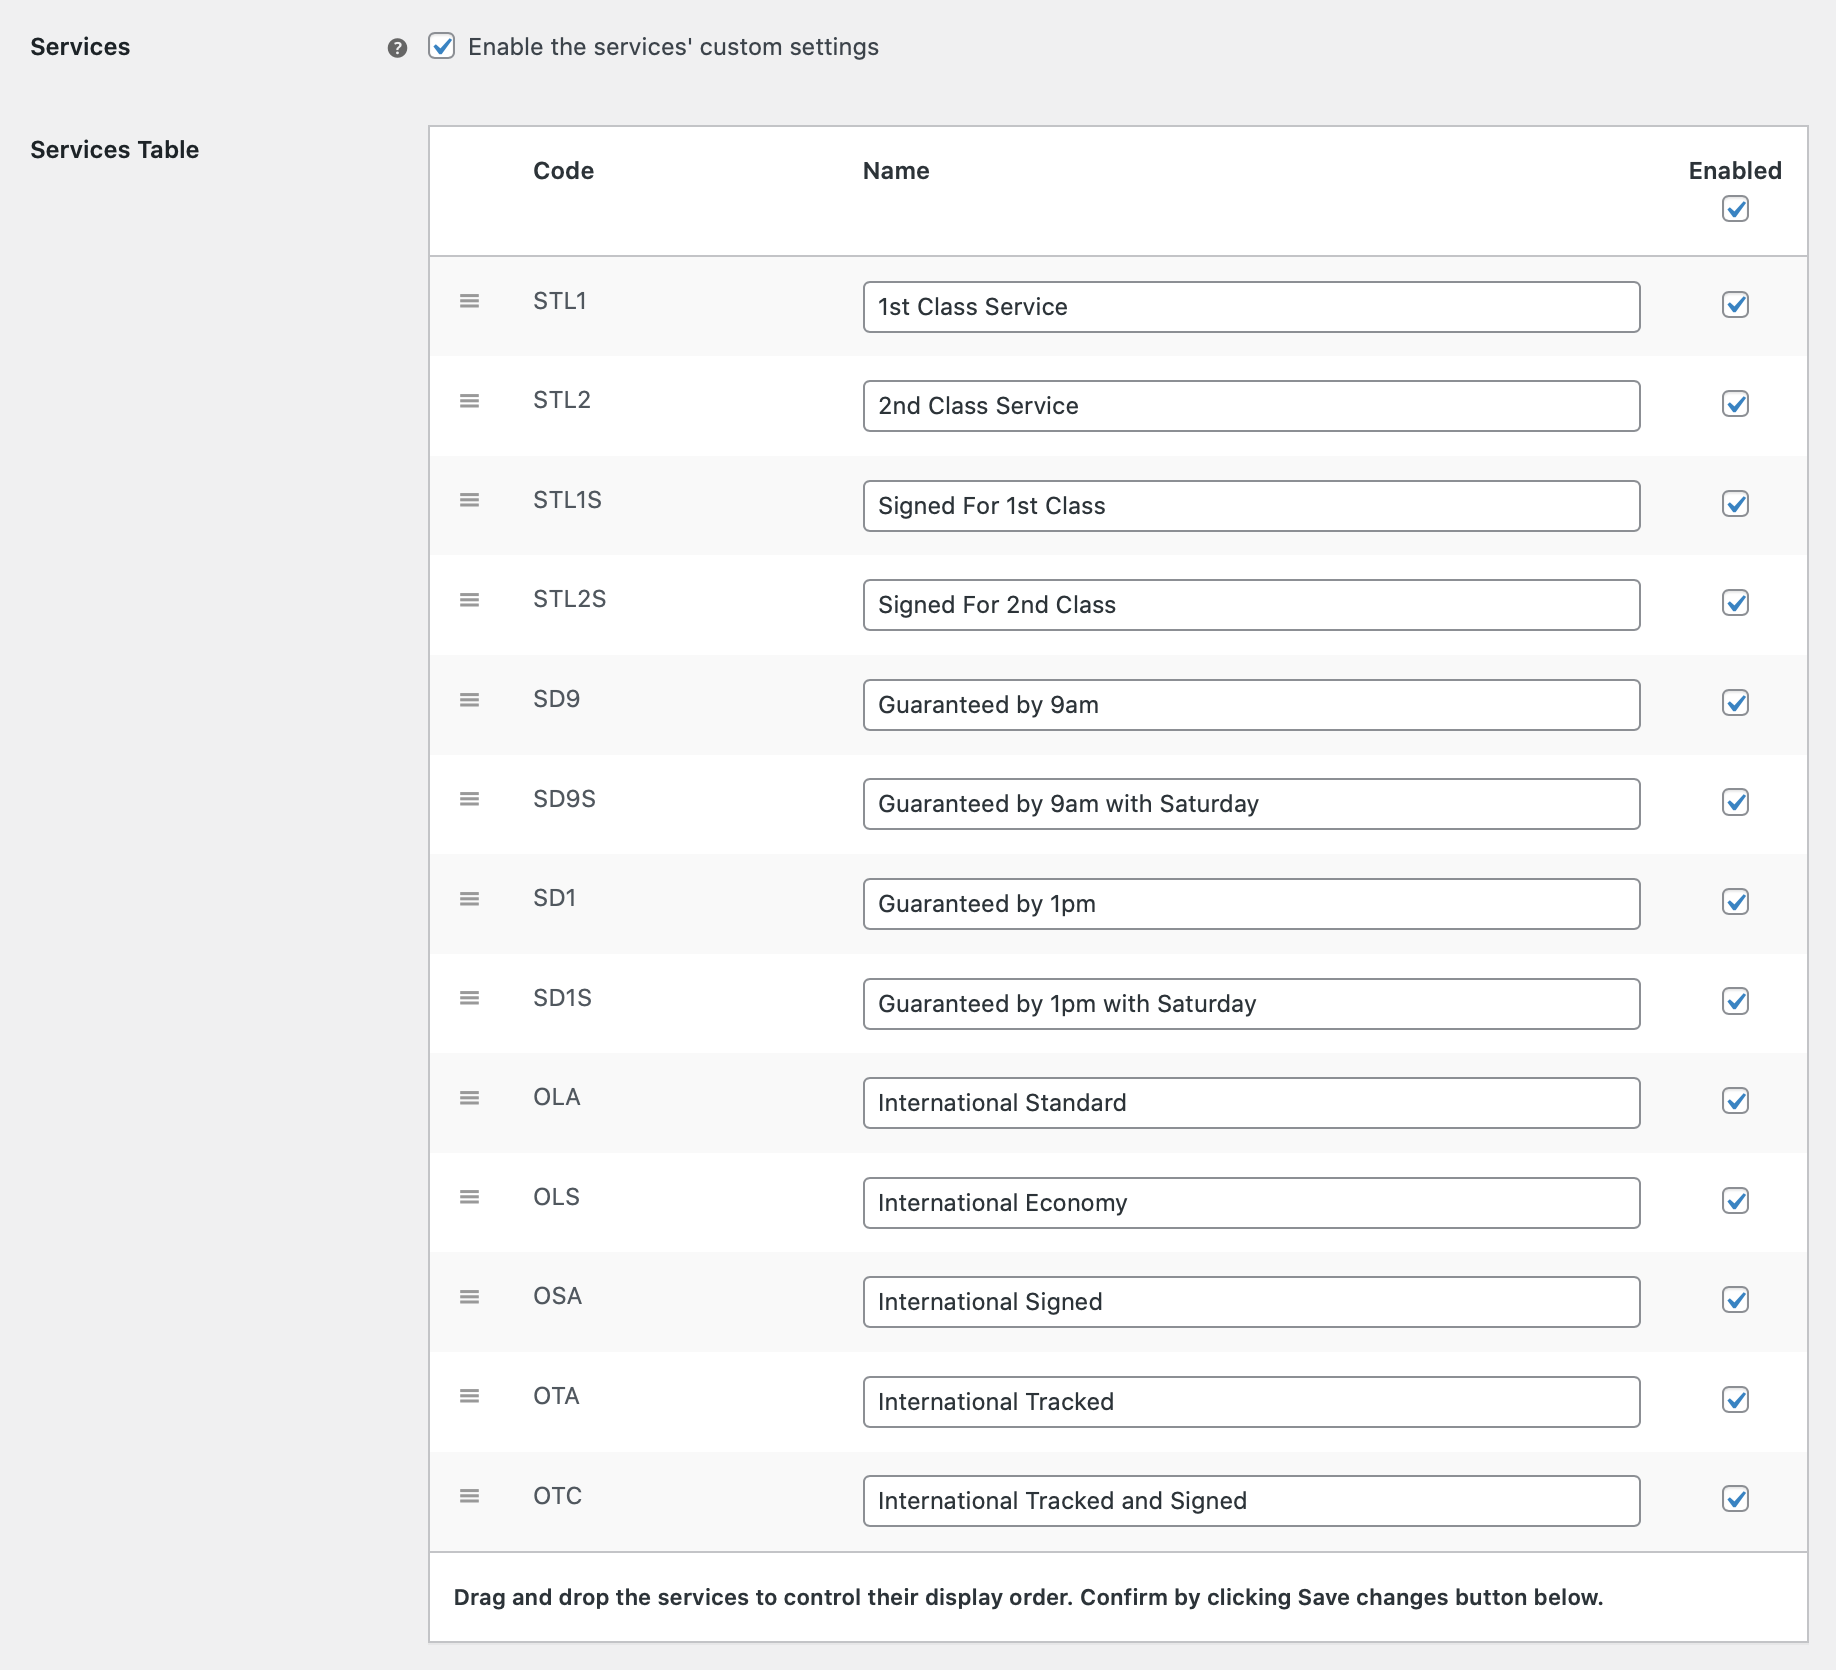 Services
? Enable the services' custom settings
Services Table
Code Name Enabled
STL1 1st Class Service
STL2 2nd Class Service
STL1S Signed For 1st Class
STL2S Signed For 2nd Class
SD9 Guaranteed by 9am
SD9S Guaranteed by 9am with Saturday
SD1 Guaranteed by 1pm
SD1S Guaranteed by 1pm with Saturday
OLA International Standard
OLS International Economy
OSA International Signed
OTA International Tracked
OTC International Tracked and Signed
Drag and drop the services to control their display order. Confirm by clicking Save changes button below.